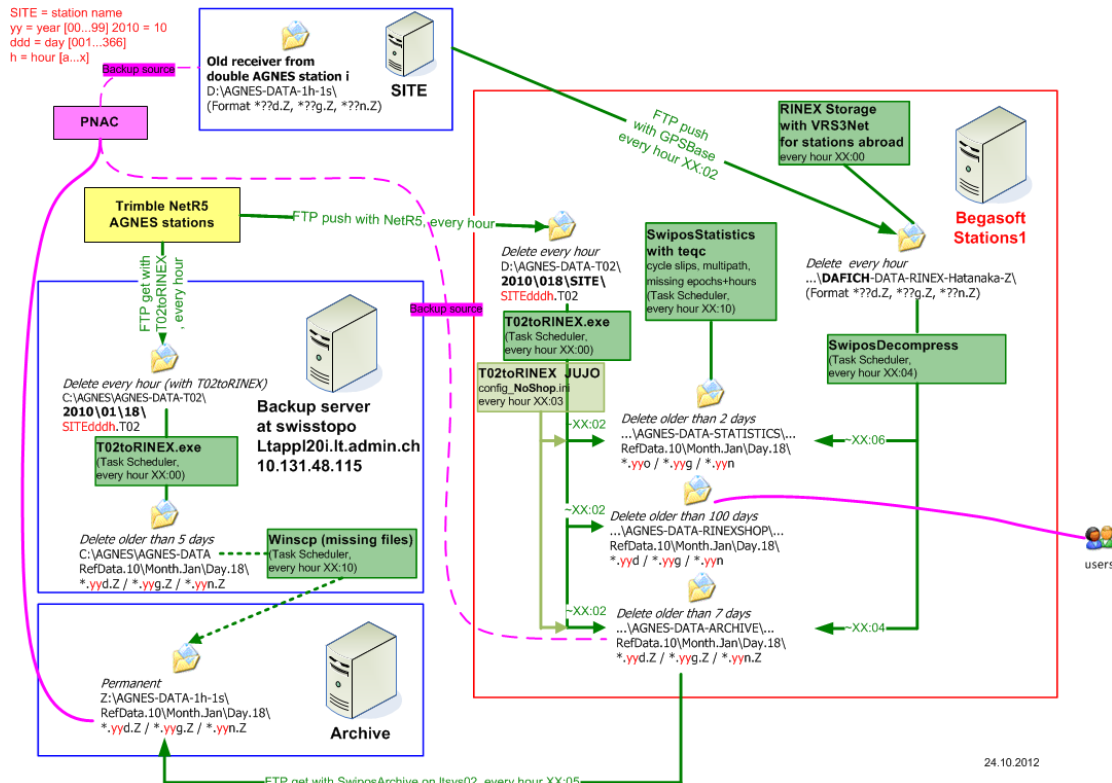 SITE = station name
yy = year [00...99] 2010 = 10
ddd = day [001...366]
h = hour [a...x]
Backup source
PNAC
Old receiver from
double AGNES station i
D:\AGNES-DATA-1h-1s\
(Format *??d.Z, *??g.Z, *??n.Z)
SITE
FTP push
with GPSBase
every hour XX:02
RINEX Storage
with VRS3Net
for stations abroad
every hour XX:00
Begasoft
Stations1
Trimble NetR5
AGNES stations
FTP push with NetR5, every hour
FTP get with
T02toRINEX
, every hour
Delete every hour
D:\AGNES-DATA-T02\
2010\018\SITE\
SITEdddh.T02
SwiposStatistics
with teqc
cycle slips, multipath,
missing epochs+hours
(Task Scheduler,
every hour XX:10)
Delete every hour
...\DAFICH-DATA-RINEX-Hatanaka-Z\
(Format *??d.Z, *??g.Z, *??n.Z)
Backup source
T02toRINEX.exe
(Task Scheduler,
every hour XX:00)
SwiposDecompress
(Task Scheduler,
every hour XX:04)
T02toRINEX JUJO
config_NoShop.ini
every hour XX:03
Delete every hour (with T02toRINEX)
C:\AGNES\AGNES-DATA-T02\
2010\01\18\
SITEdddh.T02
T02toRINEX.exe
(Task Scheduler,
every hour XX:00)
Backup server
at swisstopo
Ltappl20i.lt.admin.ch
10.131.48.115
Delete older than 5 days
C:\AGNES\AGNES-DATA
RefData.10\Month.Jan\Day.18\
*.yyd.Z / *.yyg.Z / *.yyn.Z
Winscp (missing files)
(Task Scheduler,
every hour XX:10)
~XX:02
Delete older than 2 days
...\AGNES-DATA-STATISTICS\...
RefData.10\Month.Jan\Day.18\
*.yyo / *.yyg / *.yyn
~XX:06
~XX:02
Delete older than 100 days
...\AGNES-DATA-RINEXSHOP\...
RefData.10\Month.Jan\Day.18\
*.yyd / *.yyg / *.yyn
users
~XX:02
Delete older than 7 days
...\AGNES-DATA-ARCHIVE\...
RefData.10\Month.Jan\Day.18\
*.yyd.Z / *.yyg.Z / *.yyn.Z
~XX:04
Permanent
Z:\AGNES-DATA-1h-1s\
RefData.10\Month.Jan\Day.18\
*.yyd.Z / *.yyg.Z / *.yyn.Z
Archive
24.10.2012
FTP get with SwiposArchive on ltsys02, every hour XX:05